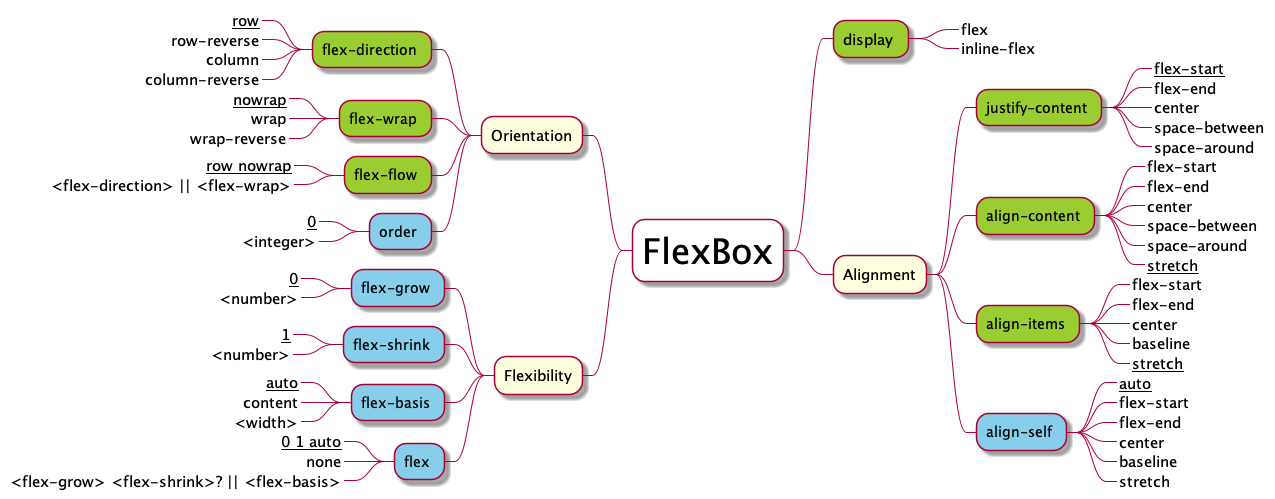 FlexBox
Orientation
flex-direction
row
row-reverse
column
column-reverse
flex-wrap
nowrap
wrap
wrap-reverse
flex-flow
row nowrap
<flex-direction> || <flex-wrap>
order
0
<integer>
Flexibility
flex-grow
0
<number>
flex-shrink
1
<number>
flex-basis
auto
content
<width>
flex
0 1 auto
none
<flex-grow> <flex-shrink>? || <flex-basis>
display
flex
inline-flex
Alignment
justify-content
flex-start
flex-end
center
space-between
space-around
align-content
flex-start
flex-end
center
space-between
space-around
stretch
align-items
flex-start
flex-end
center
baseline
stretch
align-self
auto
flex-start
flex-end
center
baseline
stretch